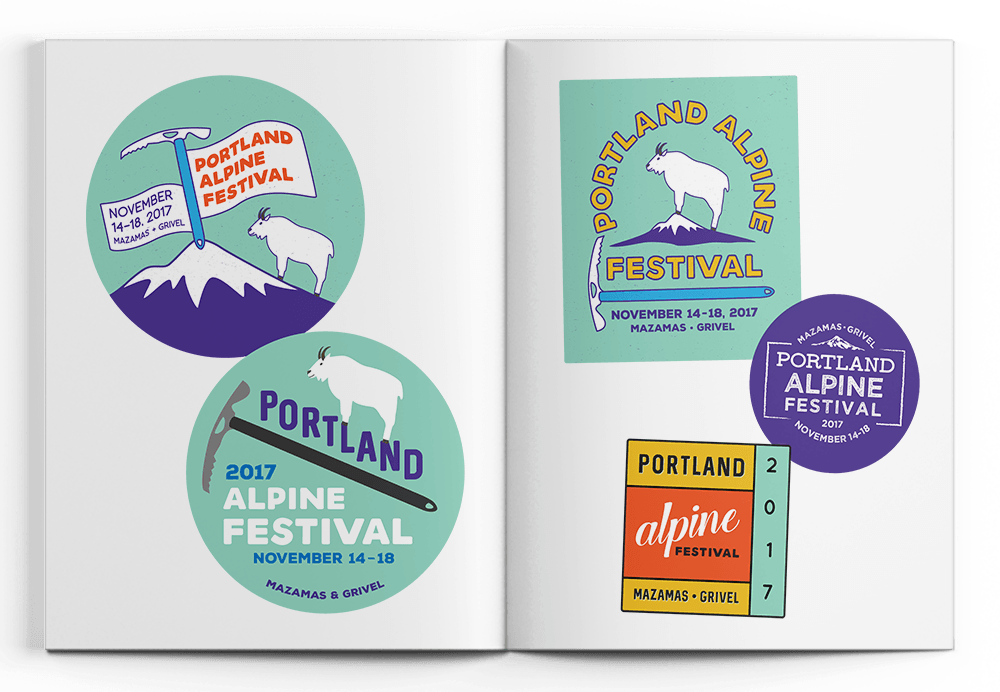 PORTLAND
ALPINE
FESTIVAL
NOVEMBER
14-18, 2017
MAZAMAS + GRIVEL
PORTLAND
2017
ALPINE
FESTIVAL
NOVEMBER 14-18
MAZAMAS & GRIVEL
PORTLAND ALPINE
FESTIVAL
NOVEMBER 14-18, 2017
MAZAMAS • GRIVEL
MAZAMAS • GRIVEL
PORTLAND
ALPINE
FESTIVAL
2017
NOVEMBER 14-18
PORTLAND
alpine
FESTIVAL
MAZAMAS • GRIVEL
2
0
1
7